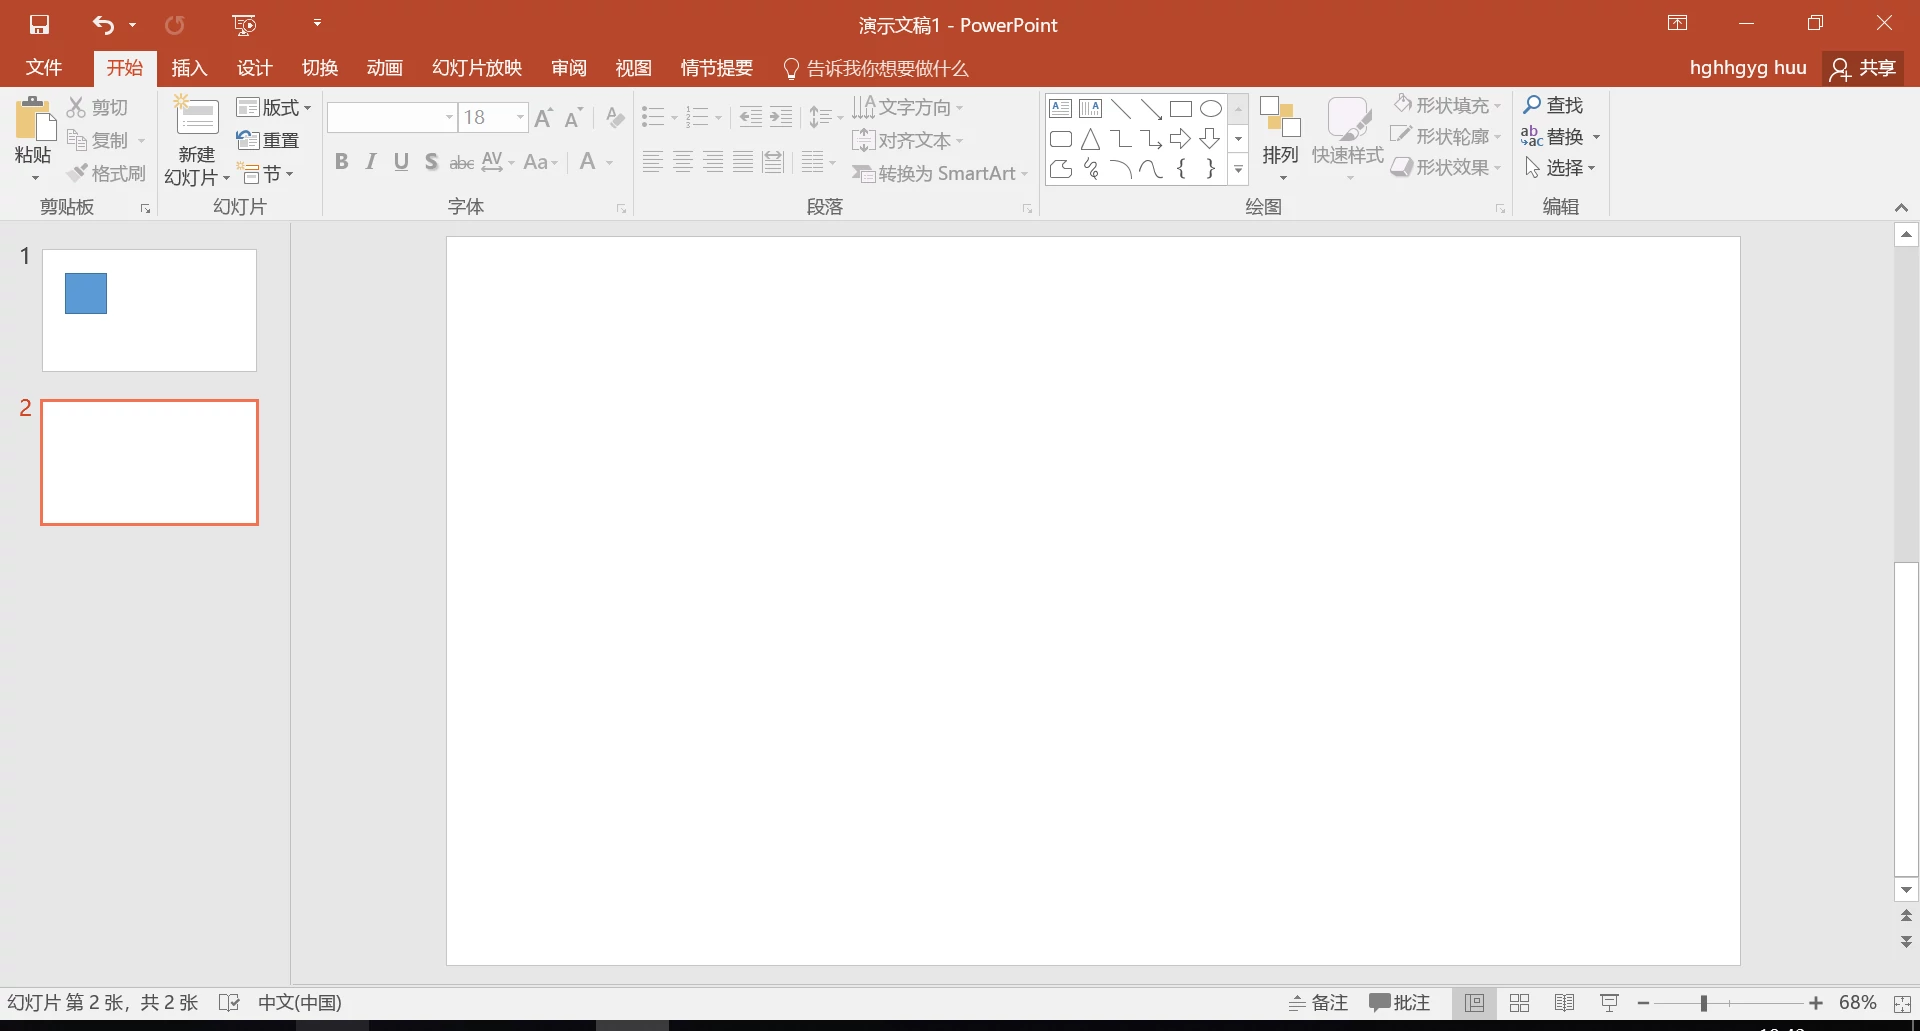 演示文稿1 - PowerPoint
文件 开始 插入 设计 切换 动画 幻灯片放映 审阅 视图 情节提要 告诉我你想要做什么 hghhgyg huu 共享
粘贴 剪切 复制 格式刷
新建幻灯片 版式 重置 节
18
B I U S abc AV Aa A
文字方向
对齐文本
转换为 SmartArt
排列 快速样式 形状填充 形状轮廓 形状效果
查找
替换
选择
剪贴板 幻灯片 字体 段落 绘图 编辑
1
2
幻灯片 第 2 张，共 2 张 中文(中国) 备注 批注 68%